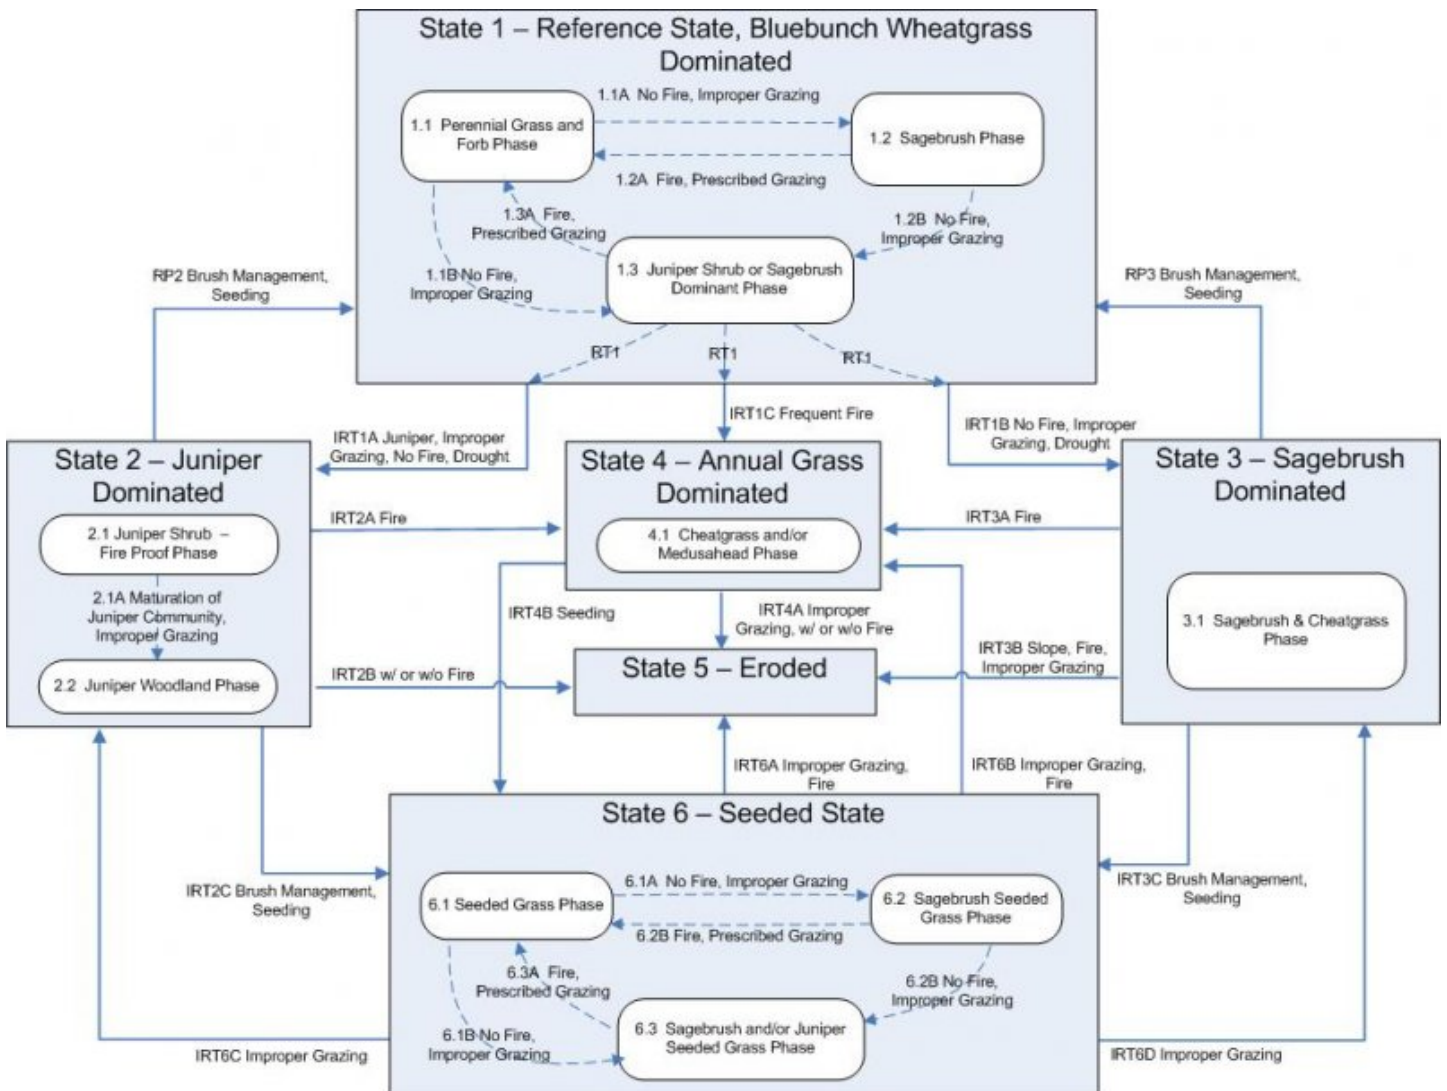 State 1 – Reference State, Bluebunch Wheatgrass
Dominated
1.1A No Fire, Improper Grazing
1.1 Perennial Grass and
Forb Phase
1.2 Sagebrush Phase
1.2A Fire, Prescribed Grazing
1.3A Fire,
Prescribed Grazing
1.2B No Fire,
Improper Grazing
1.1B No Fire,
Improper Grazing
1.3 Juniper Shrub or Sagebrush
Dominant Phase
RP2 Brush Management,
Seeding
RP3 Brush Management,
Seeding
RT1
RT1
RT1
IRT1A Juniper, Improper
Grazing, No Fire, Drought
IRT1C Frequent Fire
IRT1B No Fire, Improper
Grazing, Drought
State 2 – Juniper
Dominated
2.1 Juniper Shrub –
Fire Proof Phase
2.1A Maturation of
Juniper Community,
Improper Grazing
2.2 Juniper Woodland Phase
IRT2A Fire
State 4 – Annual Grass
Dominated
4.1 Cheatgrass and/or
Medusahead Phase
IRT3A Fire
State 3 – Sagebrush
Dominated
3.1 Sagebrush & Cheatgrass
Phase
IRT4B Seeding
IRT4A Improper
Grazing, w/ or w/o Fire
IRT2B w/ or w/o Fire
State 5 – Eroded
IRT3B Slope, Fire,
Improper Grazing
IRT6A Improper Grazing,
Fire
IRT6B Improper Grazing,
Fire
IRT2C Brush Management,
Seeding
IRT3C Brush Management,
Seeding
State 6 – Seeded State
6.1A No Fire, Improper Grazing
6.1 Seeded Grass Phase
6.2 Sagebrush Seeded
Grass Phase
6.2B Fire, Prescribed Grazing
6.3A Fire,
Prescribed Grazing
6.2B No Fire,
Improper Grazing
6.1B No Fire,
Improper Grazing
6.3 Sagebrush and/or Juniper
Seeded Grass Phase
IRT6C Improper Grazing
IRT6D Improper Grazing